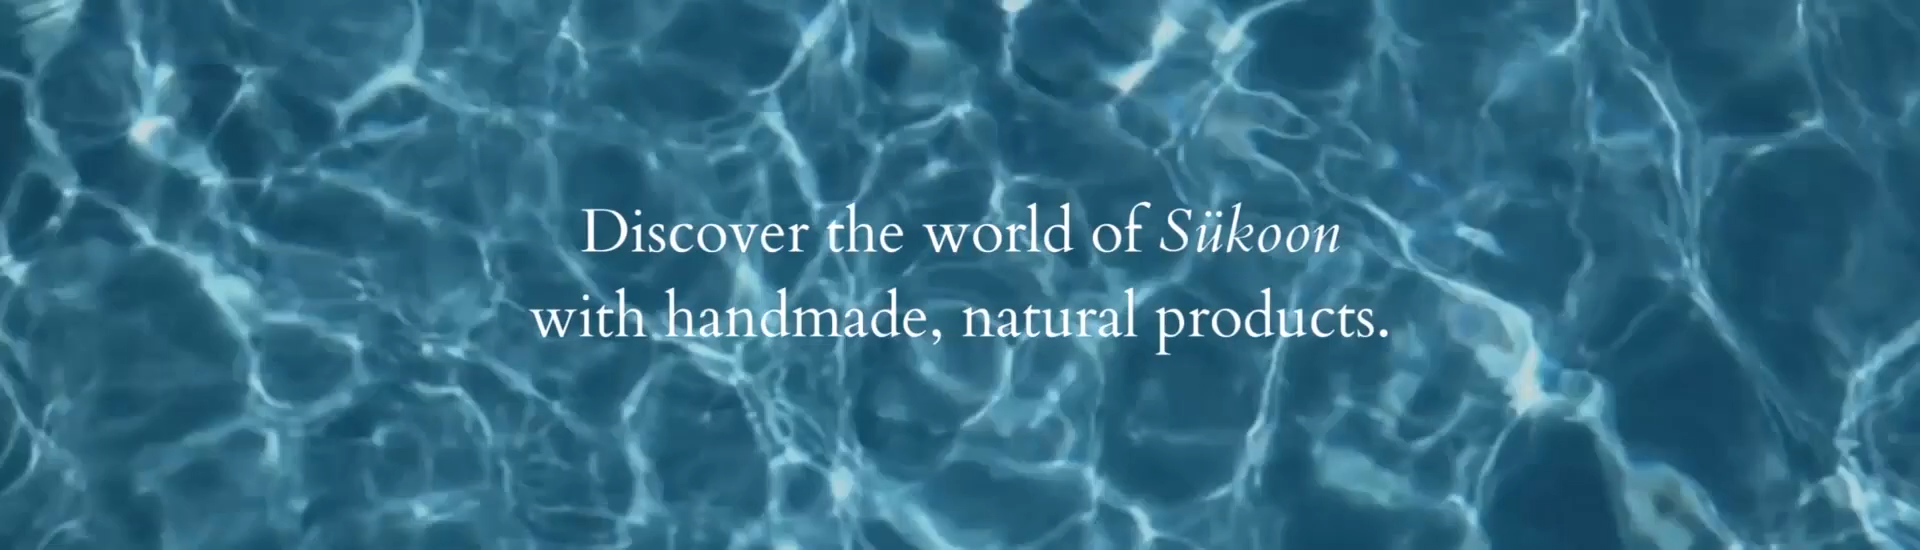 Discover the world of Sükoon
with handmade, natural products.